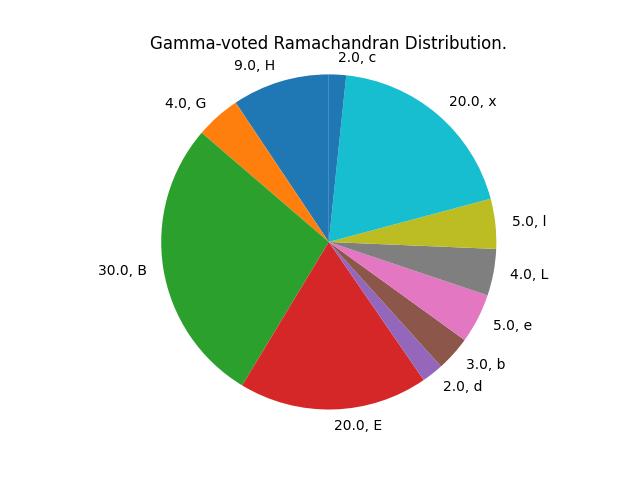 Gamma-voted Ramachandran Distribution.
2.0, c
9.0, H
20.0, x
4.0, G
5.0, l
30.0, B
4.0, L
5.0, e
3.0, b
2.0, d
20.0, E